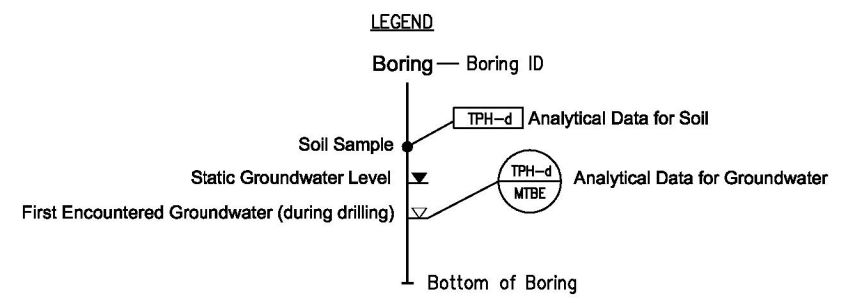 LEGEND
Boring — Boring ID
TPH-d Analytical Data for Soil
Soil Sample
Static Groundwater Level
TPH-d
MTBE
Analytical Data for Groundwater
First Encountered Groundwater (during drilling)
Bottom of Boring